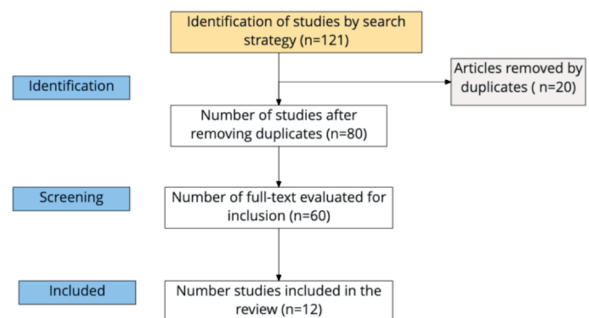 Identification of studies by search
strategy (n=121)
Articles removed by
duplicates ( n=20)
Identification
Number of studies after
removing duplicates (n=80)
Screening
Number of full-text evaluated for
inclusion (n=60)
Included
Number studies included in the
review (n=12)